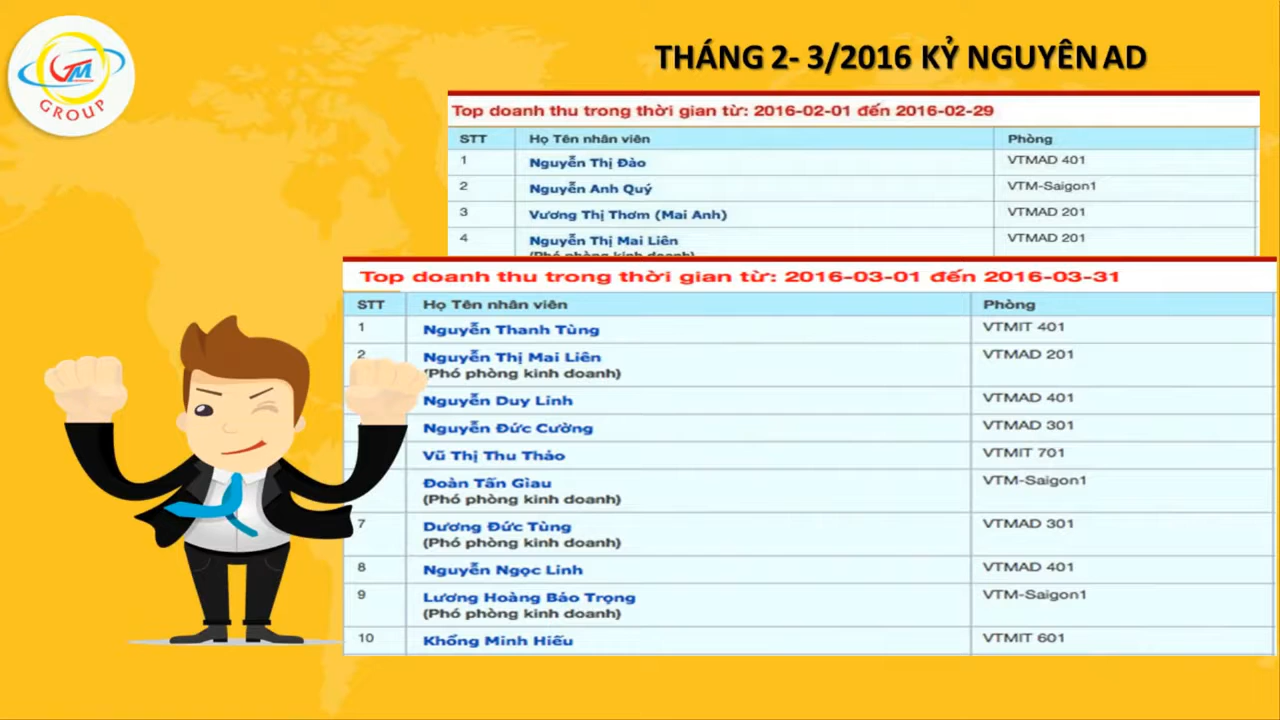 VTM
GROUP
THÁNG 2- 3/2016 KỶ NGUYÊN AD
Top doanh thu trong thời gian từ: 2016-02-01 đến 2016-02-29
STT Họ Tên nhân viên Phòng
1 Nguyễn Thị Đào VTMAD 401
2 Nguyễn Anh Quý VTM-Saigon1
3 Vương Thị Thơm (Mai Anh) VTMAD 201
4 Nguyễn Thị Mai Liên VTMAD 201
(Phó phòng kinh doanh)
Top doanh thu trong thời gian từ: 2016-03-01 đến 2016-03-31
STT Họ Tên nhân viên Phòng
1 Nguyễn Thanh Tùng VTMIT 401
2 Nguyễn Thị Mai Liên VTMAD 201
(Phó phòng kinh doanh)
Nguyễn Duy Linh VTMAD 401
Nguyễn Đức Cường VTMAD 301
Vũ Thị Thu Thảo VTMIT 701
Đoàn Tấn Giau VTM-Saigon1
(Phó phòng kinh doanh)
7 Dương Đức Tùng VTMAD 301
(Phó phòng kinh doanh)
8 Nguyễn Ngọc Linh VTMAD 401
9 Lương Hoàng Bảo Trọng VTM-Saigon1
(Phó phòng kinh doanh)
10 Khổng Minh Hiếu VTMIT 601